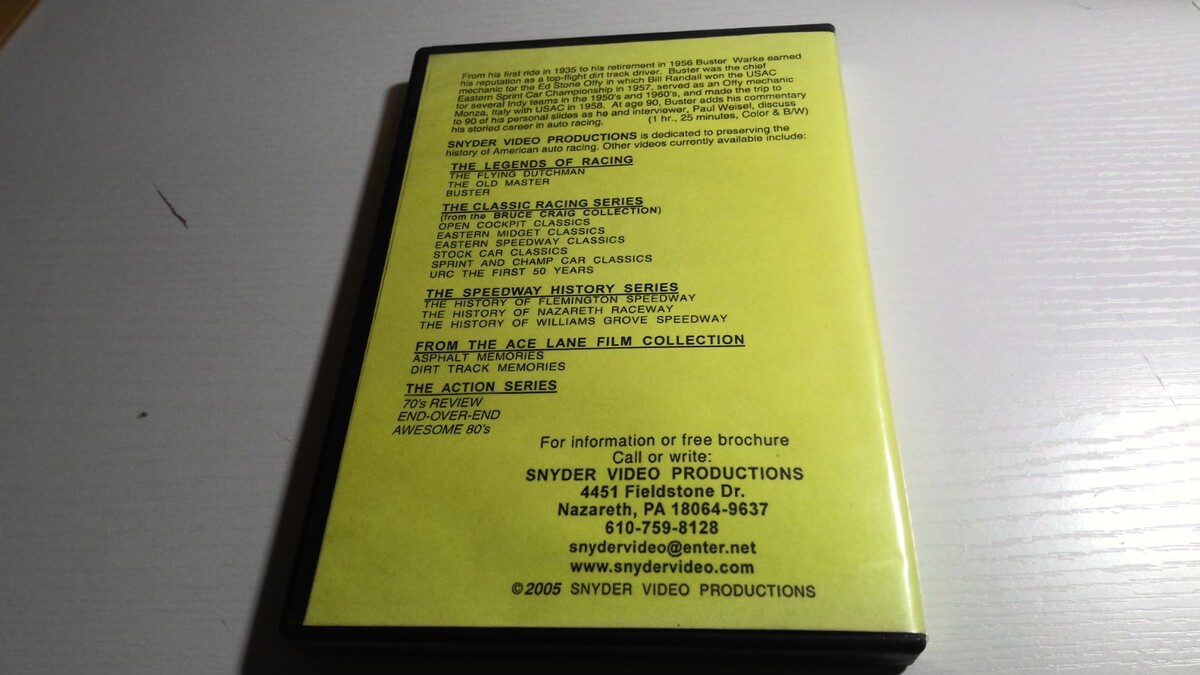 From his first ride in 1935 to his retirement in 1956 Buster Warke earned
his reputation as a top-flight dirt track driver. Buster was the chief
mechanic for the Ed Stone Offy in which Bill Randall won the USAC
Eastern Sprint Car Championship in 1957, served as an Offy mechanic
for several Indy teams in the 1950's and 1960's, and made the trip to
Monza, Italy with USAC in 1958. At age 90, Buster adds his commentary
to 90 of his personal slides as he and interviewer, Paul Weisel, discuss
his storied career in auto racing. (1 hr., 25 minutes, Color & B/W)
SNYDER VIDEO PRODUCTIONS is dedicated to preserving the
history of American auto racing. Other videos currently available include:
THE LEGENDS OF RACING
THE FLYING DUTCHMAN
THE OLD MASTER
BUSTER
THE CLASSIC RACING SERIES
(from the BRUCE CRAIG COLLECTION)
OPEN COCKPIT CLASSICS
EASTERN MIDGET CLASSICS
EASTERN SPEEDWAY CLASSICS
STOCK CAR CLASSICS
SPRINT AND CHAMP CAR CLASSICS
URC THE FIRST 50 YEARS
THE SPEEDWAY HISTORY SERIES
THE HISTORY OF FLEMINGTON SPEEDWAY
THE HISTORY OF NAZARETH RACEWAY
THE HISTORY OF WILLIAMS GROVE SPEEDWAY
FROM THE ACE LANE FILM COLLECTION
ASPHALT MEMORIES
DIRT TRACK MEMORIES
THE ACTION SERIES
70's REVIEW
END-OVER-END
AWESOME 80's
For information or free brochure
Call or write:
SNYDER VIDEO PRODUCTIONS
4451 Fieldstone Dr.
Nazareth, PA 18064-9637
610-759-8128
snydervideo@enter.net
www.snydervideo.com
©2005 SNYDER VIDEO PRODUCTIONS